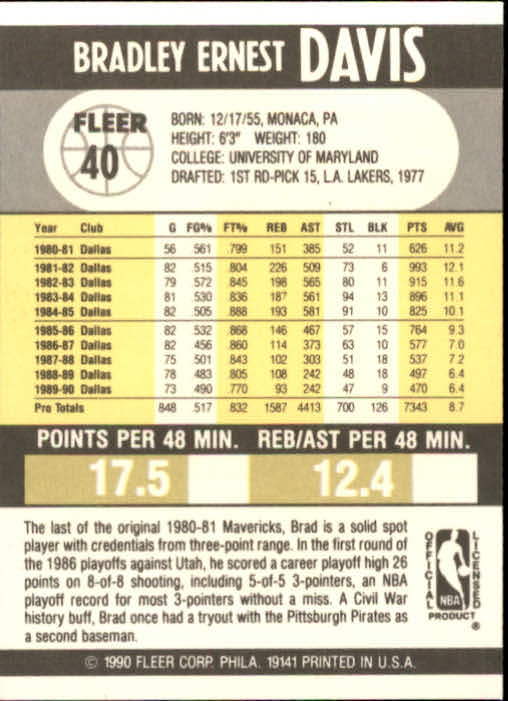 BRADLEY ERNEST DAVIS
FLEER
40
BORN: 12/17/55, MONACA, PA
HEIGHT: 6'3" WEIGHT: 180
COLLEGE: UNIVERSITY OF MARYLAND
DRAFTED: 1ST RD-PICK 15, L.A. LAKERS, 1977
Year Club G FG% FT% REB AST STL BLK PTS AVG
1980-81 Dallas 56 .561 .799 151 385 52 11 626 11.2
1981-82 Dallas 82 .515 .804 226 509 73 6 993 12.1
1982-83 Dallas 79 .572 .845 198 565 80 11 915 11.6
1983-84 Dallas 81 .530 .836 187 561 94 13 896 11.1
1984-85 Dallas 82 .505 .888 193 581 91 10 825 10.1
1985-86 Dallas 82 .532 .868 146 467 57 15 764 9.3
1986-87 Dallas 82 .456 .860 114 373 63 10 577 7.0
1987-88 Dallas 75 .501 .843 102 303 51 18 537 7.2
1988-89 Dallas 78 .483 .805 108 242 48 18 497 6.4
1989-90 Dallas 73 .490 .770 93 242 47 9 470 6.4
Pro Totals 848 .517 .832 1587 4413 700 126 7343 8.7
POINTS PER 48 MIN. REB/AST PER 48 MIN.
17.5 12.4
The last of the original 1980-81 Mavericks, Brad is a solid spot
player with credentials from three-point range. In the first round of
the 1986 playoffs against Utah, he scored a career playoff high 26
points on 8-of-8 shooting, including 5-of-5 3-pointers, an NBA
playoff record for most 3-pointers without a miss. A Civil War
history buff, Brad once had a tryout with the Pittsburgh Pirates as
a second baseman.
OFFICIAL LICENSED
NBA
PRODUCT ®
© 1990 FLEER CORP. PHILA. 19141 PRINTED IN U.S.A.